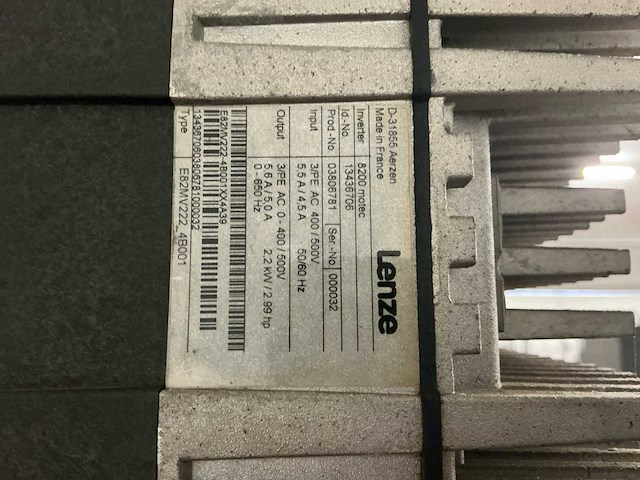 Lenze
D-31855 Aerzen
Made in France
Inverter 8200 motec
Id.-No. 13436706
Prod.-No. 03806781 Ser.-No. 000032
Input 3/PE AC 400/500V
5,5 A / 4,5 A 50/60 Hz
Output 3/PE AC 0 - 400 / 500V
5,6 A / 5,0 A 2.2 kW / 2.99 hp
0 - 650 Hz
Type E82MV222_4B001